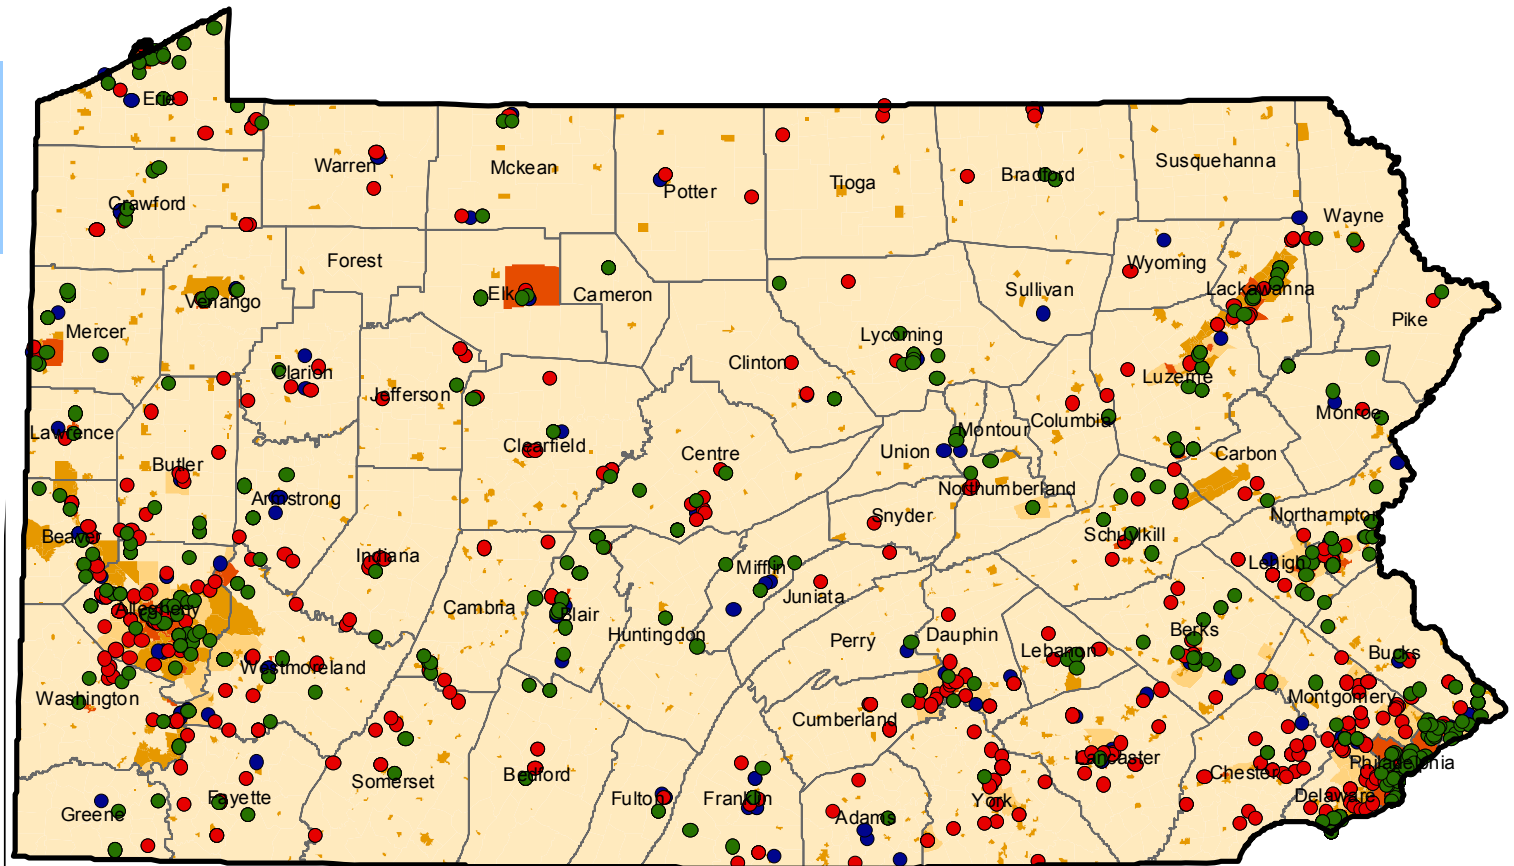 Erie
Warren
Mckean
Potter
Tioga
Bradford
Susquehanna
Wayne
Crawford
Forest
Elk
Cameron
Sullivan
Wyoming
Lackawanna
Pike
Venango
Mercer
Clarion
Jefferson
Clinton
Lycoming
Luzerne
Monroe
Lawrence
Butler
Armstrong
Clearfield
Centre
Union
Montour
Columbia
Carbon
Northumberland
Snyder
Schuylkill
Northampton
Lehigh
Beaver
Indiana
Allegheny
Cambria
Blair
Huntingdon
Mifflin
Juniata
Perry
Dauphin
Lebanon
Berks
Bucks
Westmoreland
Washington
Cumberland
Montgomery
Somerset
Bedford
Fulton
Franklin
Adams
York
Lancaster
Chester
Philadelphia
Delaware
Greene
Fayette